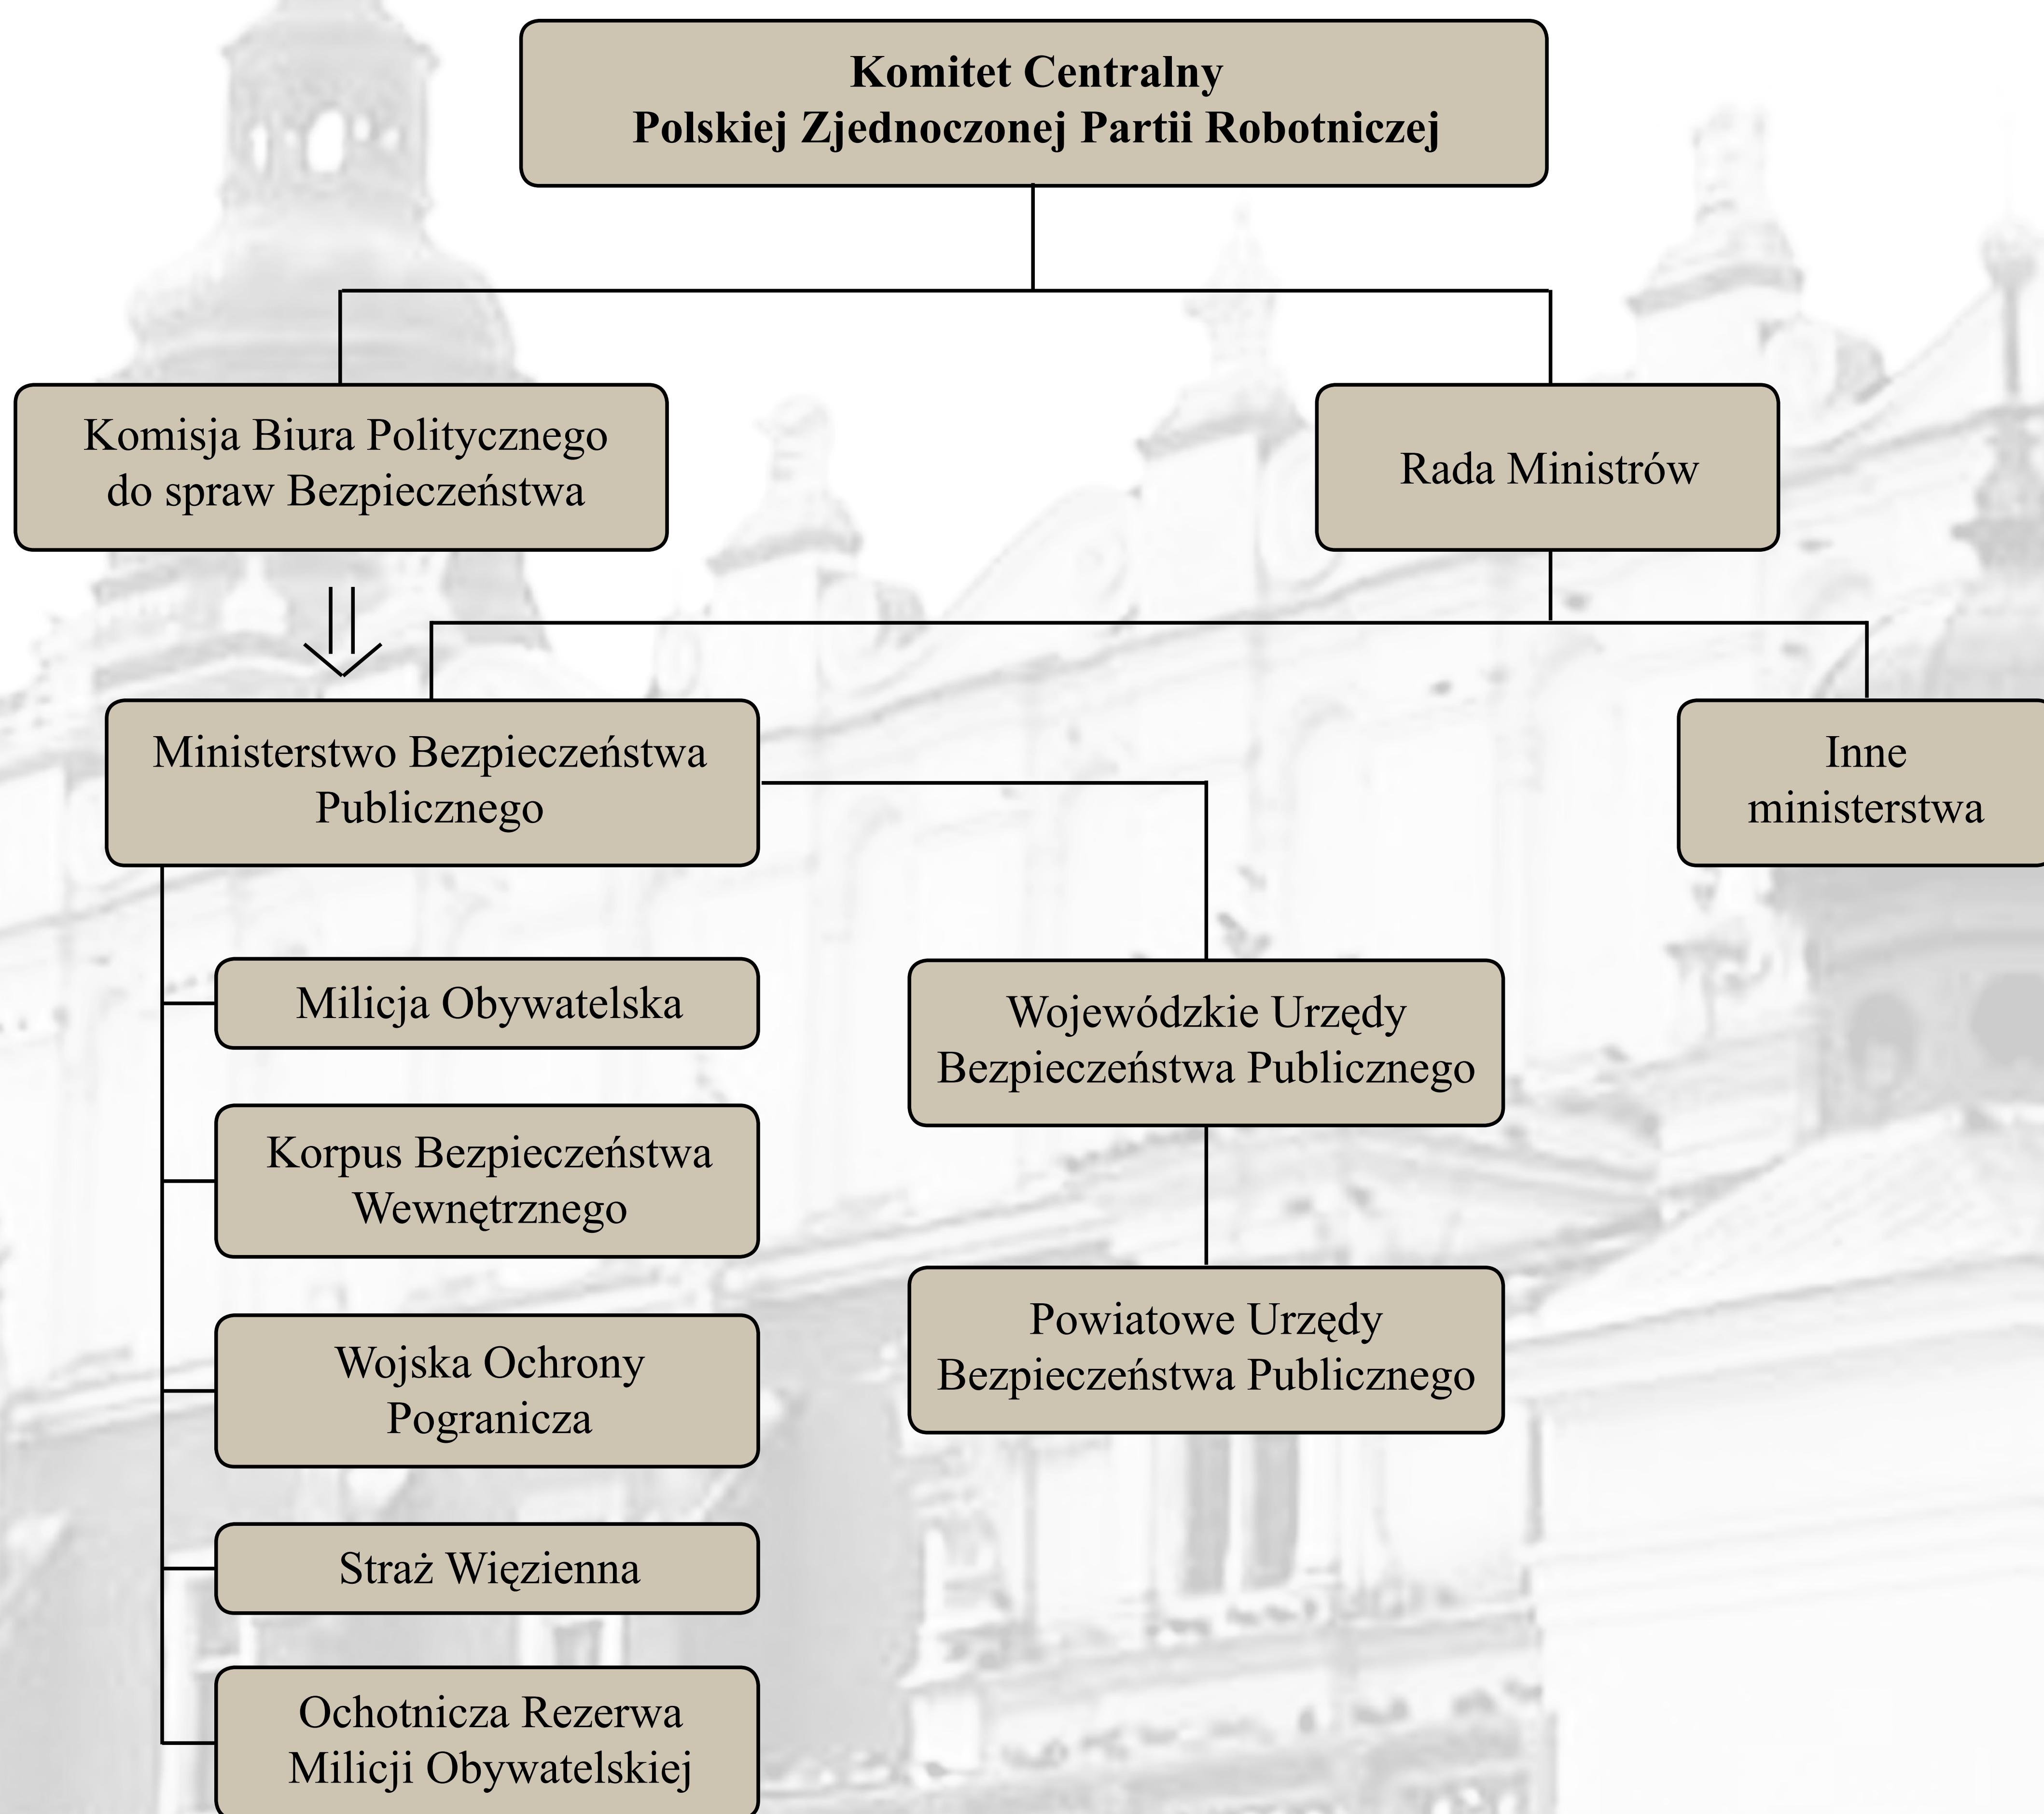 Komitet Centralny
Polskiej Zjednoczonej Partii Robotniczej
Komisja Biura Politycznego
do spraw Bezpieczeństwa
Rada Ministrów
Ministerstwo Bezpieczeństwa
Publicznego
Inne
ministerstwa
Milicja Obywatelska
Korpus Bezpieczeństwa
Wewnętrznego
Wojska Ochrony
Pogranicza
Straż Więzienna
Ochotnicza Rezerwa
Milicji Obywatelskiej
Wojewódzkie Urzędy
Bezpieczeństwa Publicznego
Powiatowe Urzędy
Bezpieczeństwa Publicznego